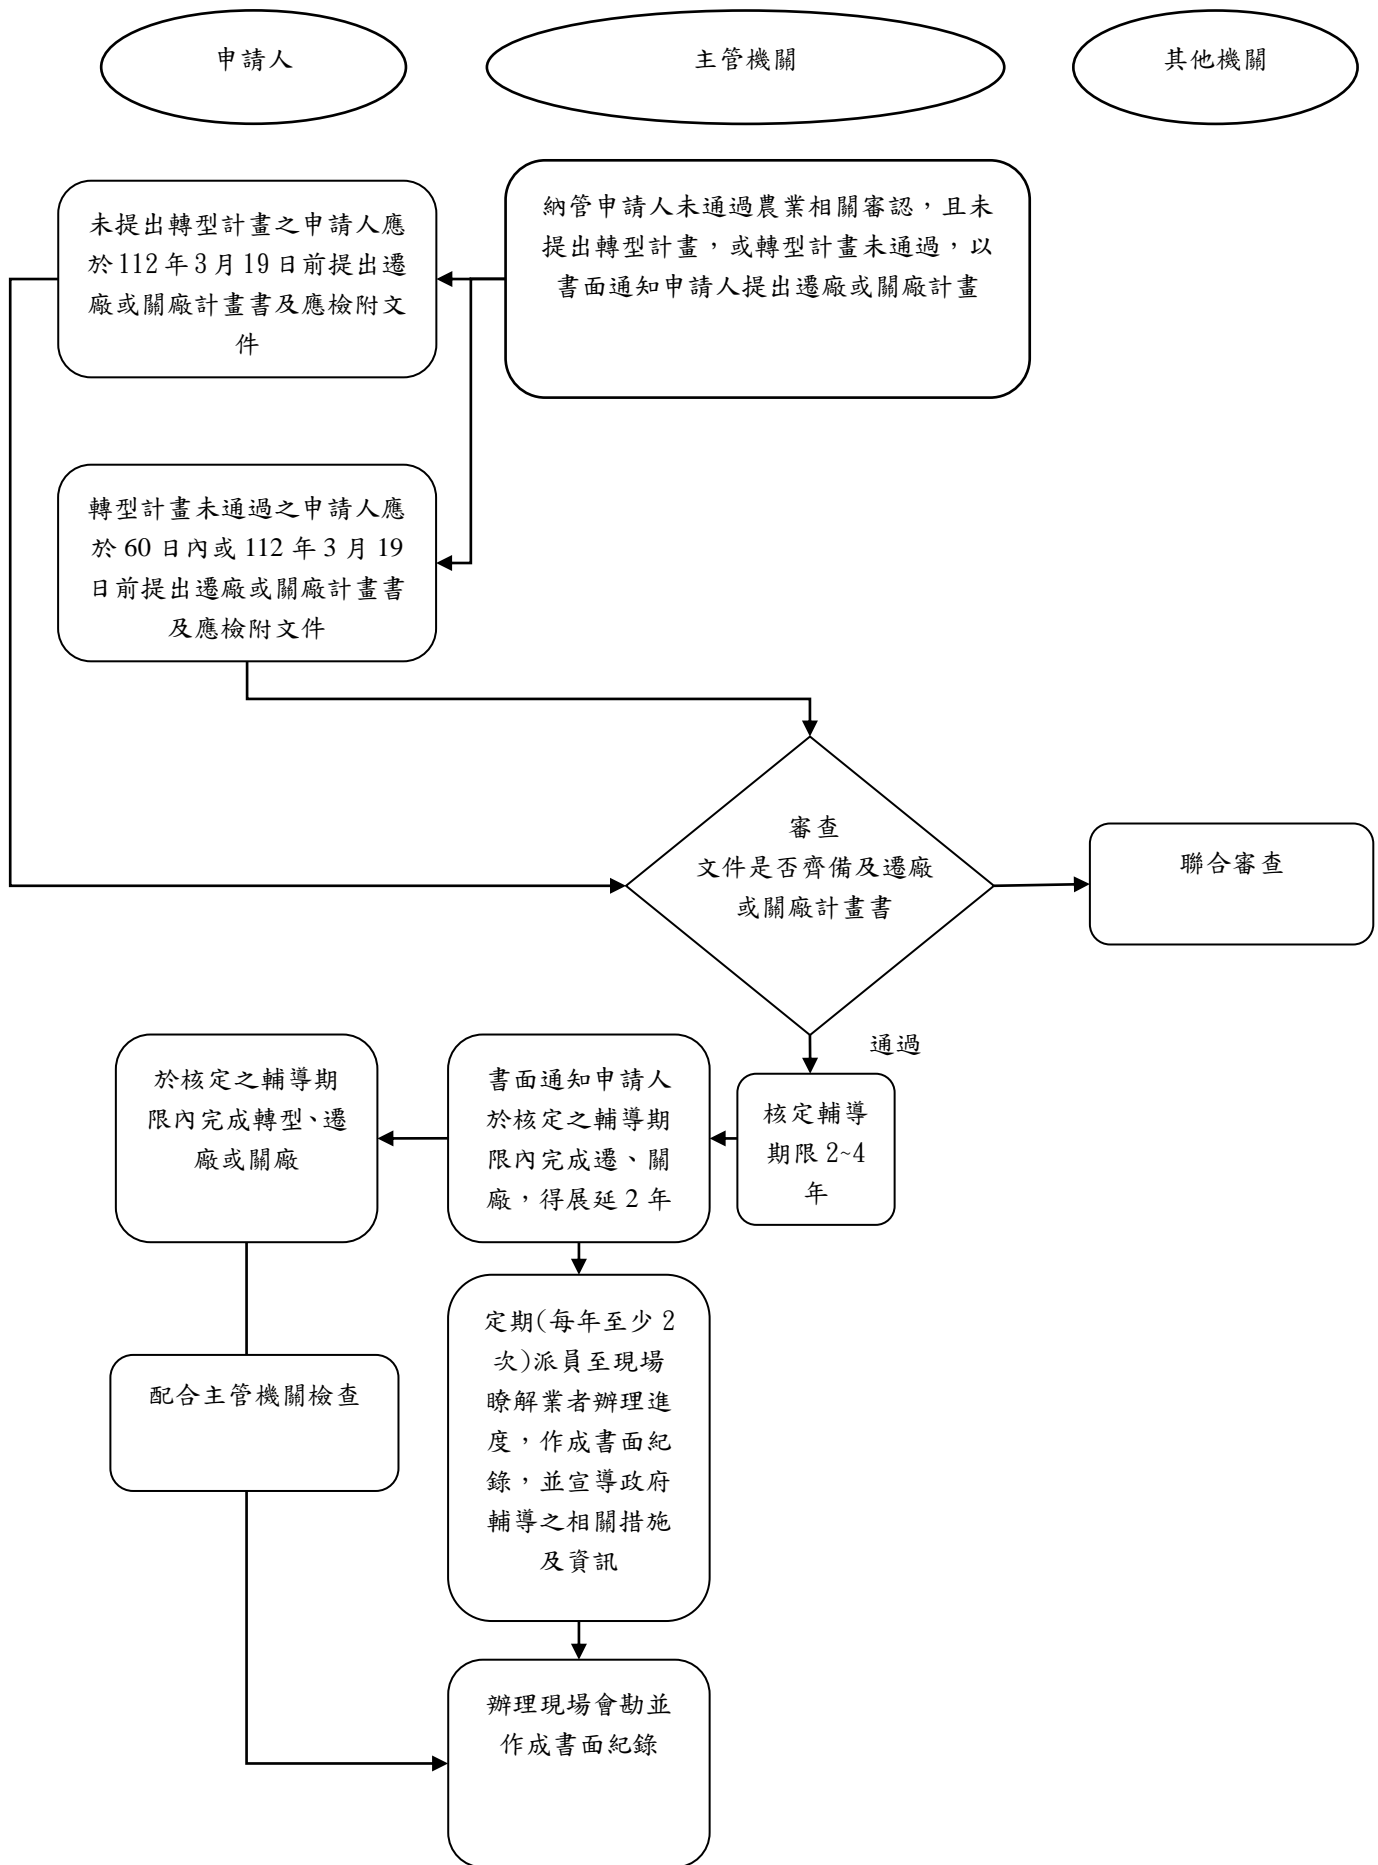 申請人
主管機關
其他機關
納管申請人未通過農業相關審認，且未
提出轉型計畫，或轉型計畫未通過，以
書面通知申請人提出遷廠或關廠計畫
未提出轉型計畫之申請人應
於 112 年 3 月 19 日前提出遷
廠或關廠計畫書及應檢附文
件
轉型計畫未通過之申請人應
於 60 日內或 112 年 3 月 19
日前提出遷廠或關廠計畫書
及應檢附文件
審查
文件是否齊備及遷廠
或關廠計畫書
聯合審查
通過
核定輔導
期限 2~4
年
書面通知申請人
於核定之輔導期
限內完成遷、關
廠，得展延 2 年
於核定之輔導期
限內完成轉型、遷
廠或關廠
定期(每年至少 2
次)派員至現場
瞭解業者辦理進
度，作成書面紀
錄，並宣導政府
輔導之相關措施
及資訊
配合主管機關檢查
辦理現場會勘並
作成書面紀錄